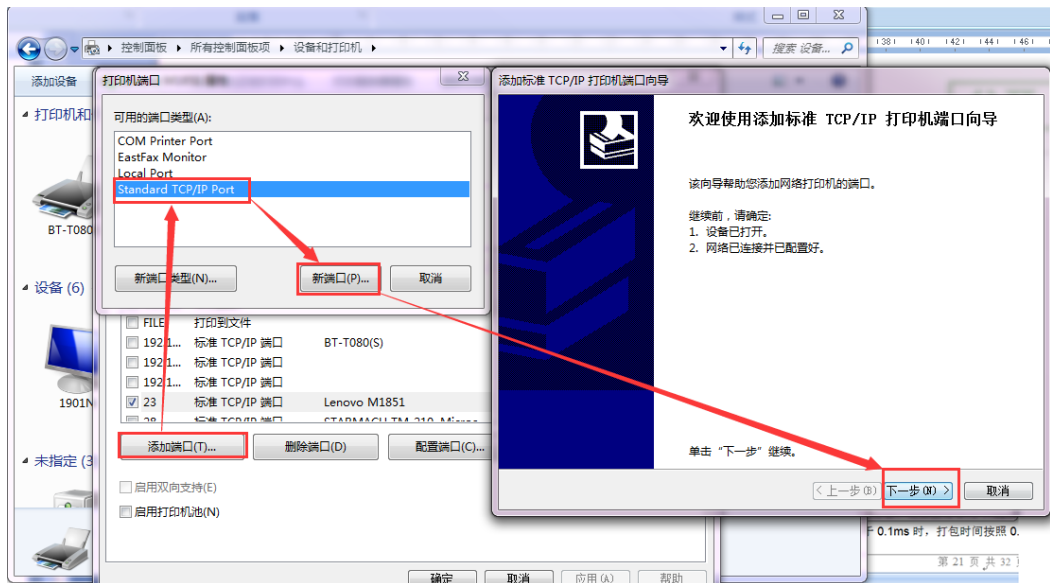 控制面板 ▸ 所有控制面板项 ▸ 设备和打印机 ▸
搜索 设备...
138 140 142 144 146
添加设备
打印机端口
添加标准 TCP/IP 打印机端口向导
打印机和
可用的端口类型(A):
COM Printer Port
EastFax Monitor
Local Port
Standard TCP/IP Port
欢迎使用添加标准 TCP/IP 打印机端口向导
该向导帮助您添加网络打印机的端口。
继续前，请确定:
1. 设备已打开。
2. 网络已连接并已配置好。
BT-T080
新端口类型(N)...
新端口(P)...
取消
设备 (6)
FILE 打印到文件
192.1... 标准 TCP/IP 端口 BT-T080(S)
192.1... 标准 TCP/IP 端口
192.1... 标准 TCP/IP 端口
23 标准 TCP/IP 端口 Lenovo M1851
1901N
添加端口(T)...
删除端口(D)
配置端口(C)...
单击“下一步”继续。
未指定 (3
启用双向支持(E)
<上一步(B)
下一步(N) >
取消
启用打印机池(N)
于 0.1ms 时，打包时间按照 0.
第 21 页 共 32
确定
取消
应用(A)
帮助